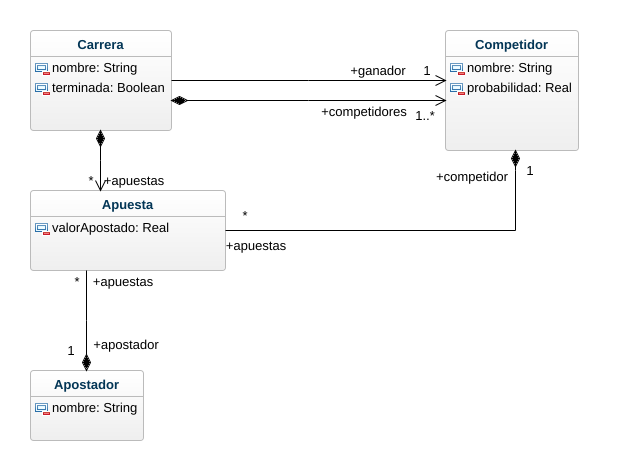 Carrera
nombre: String
terminada: Boolean
Competidor
nombre: String
probabilidad: Real
+ganador 1
+competidores 1..*
* +apuestas
+competidor 1
Apuesta
valorApostado: Real
*
+apuestas
* +apuestas
1 +apostador
Apostador
nombre: String